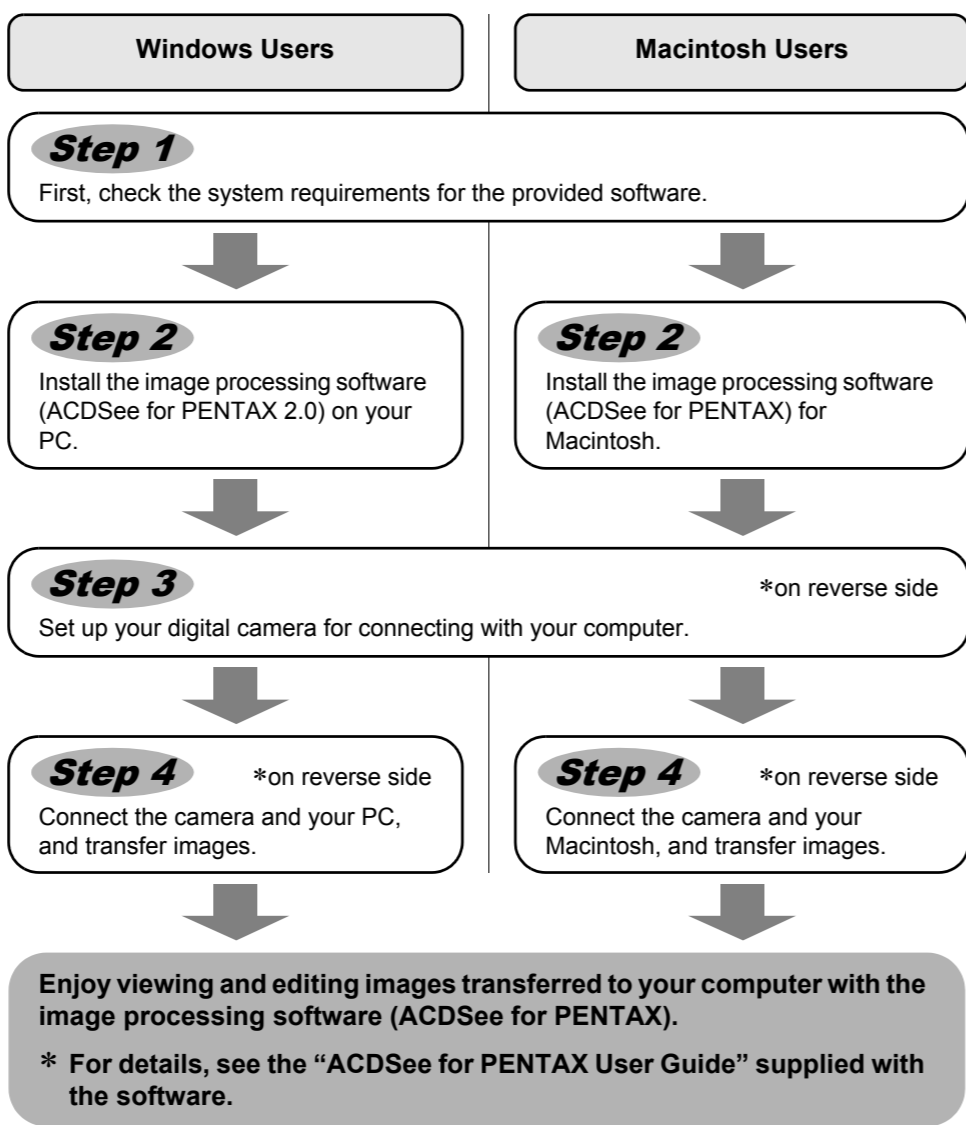 Windows Users
Macintosh Users
Step 1
First, check the system requirements for the provided software.
Step 2
Install the image processing software
(ACDSee for PENTAX 2.0) on your
PC.
Step 2
Install the image processing software
(ACDSee for PENTAX) for
Macintosh.
Step 3
*on reverse side
Set up your digital camera for connecting with your computer.
Step 4
*on reverse side
Connect the camera and your PC,
and transfer images.
Step 4
*on reverse side
Connect the camera and your
Macintosh, and transfer images.
Enjoy viewing and editing images transferred to your computer with the
image processing software (ACDSee for PENTAX).
* For details, see the “ACDSee for PENTAX User Guide” supplied with
the software.